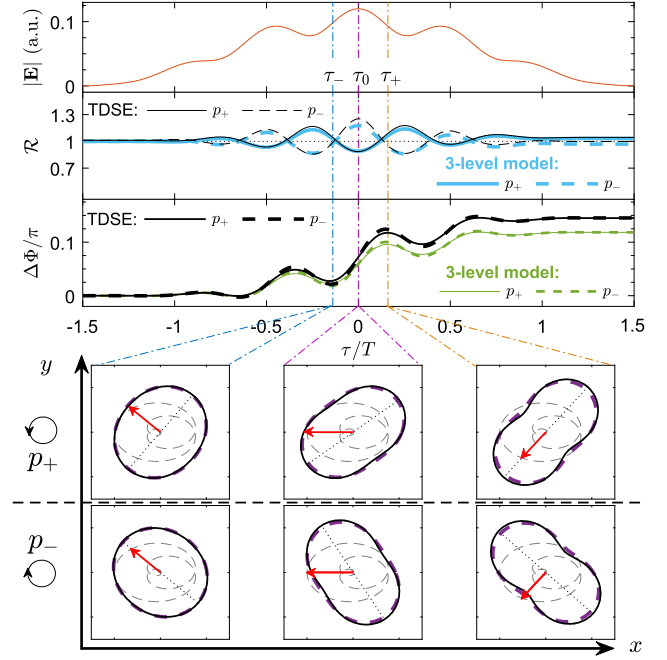 |E| (a.u.)
0.1
0
τ₋ τ₀ τ₊
TDSE: p₊ p₋
ℛ
1.3
1
0.7
3-level model:
p₊ p₋
TDSE: p₊ p₋
ΔΦ/π
0.1
0
3-level model:
p₊ p₋
-1.5 -1 -0.5 0 0.5 1 1.5
τ/T
y
p₊
p₋
x